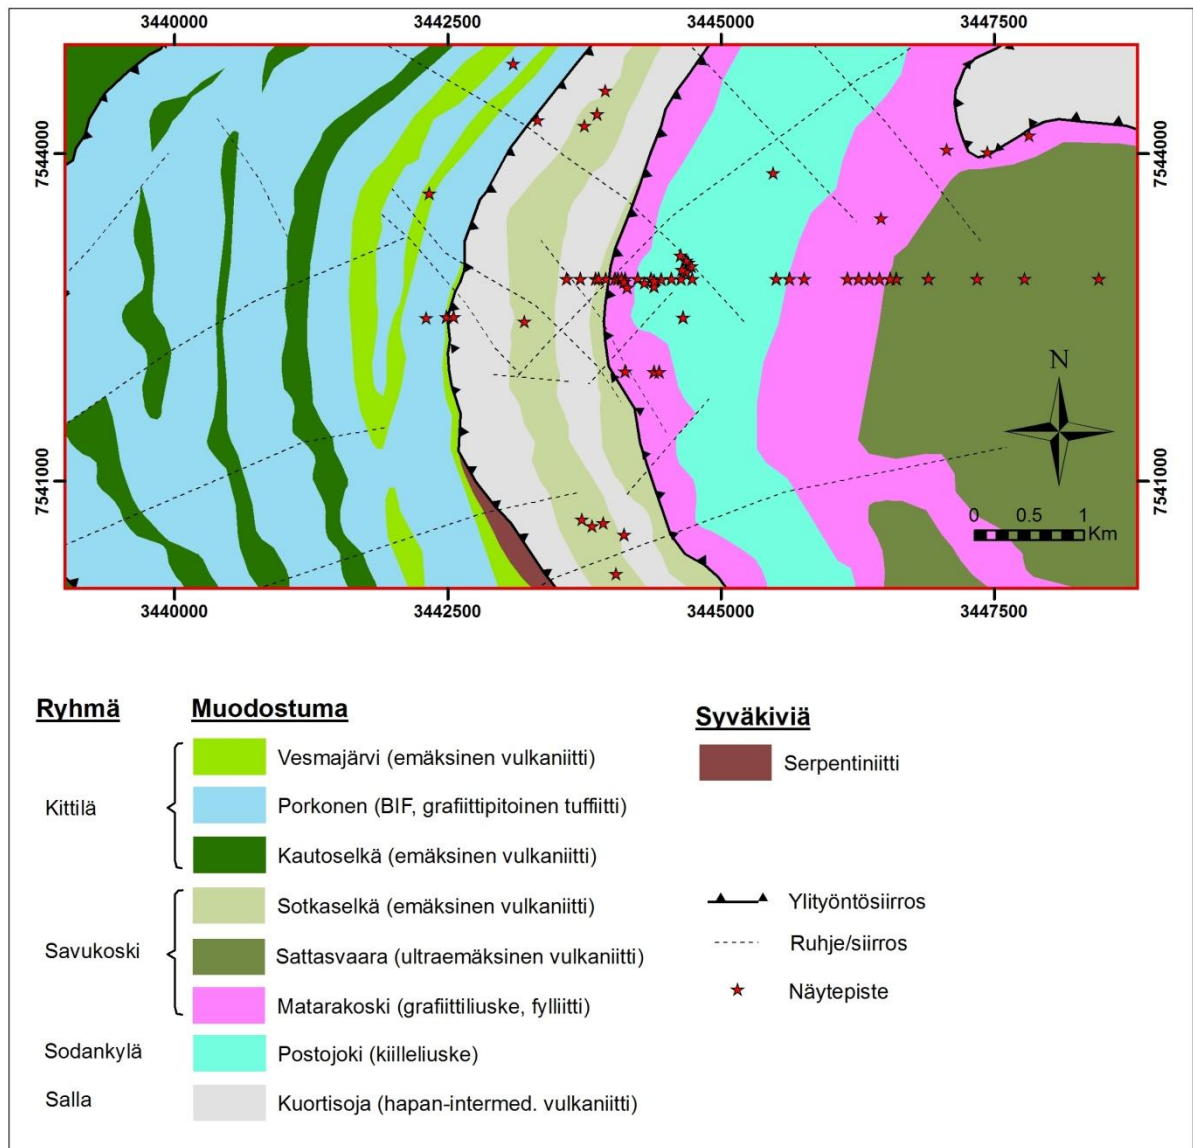 3440000 3442500 3445000 3447500
7544000 7544000
7541000 7541000
N
0 0.5 1
Km
3440000 3442500 3445000 3447500
Ryhmä Muodostuma Syväkiviä
Vesmajärvi (emäksinen vulkaniitti) Serpentiniitti
Kittilä Porkonen (BIF, grafiittipitoinen tuffiitti)
Kautoselkä (emäksinen vulkaniitti)
Sotkaselkä (emäksinen vulkaniitti) Ylityöntösiirros
Savukoski Sattasvaara (ultraemäksinen vulkaniitti) Ruhje/siirros
Matarakoski (grafiittiliuske, fylliitti) Näytepiste
Sodankylä Postojoki (kiilleliuske)
Salla Kuortisoja (hapan-intermed. vulkaniitti)